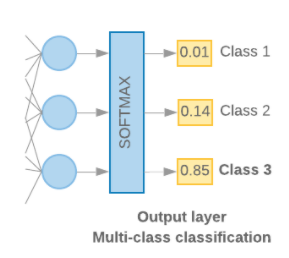 0.01 Class 1
SOFTMAX
0.14 Class 2
0.85 Class 3
Output layer
Multi-class classification